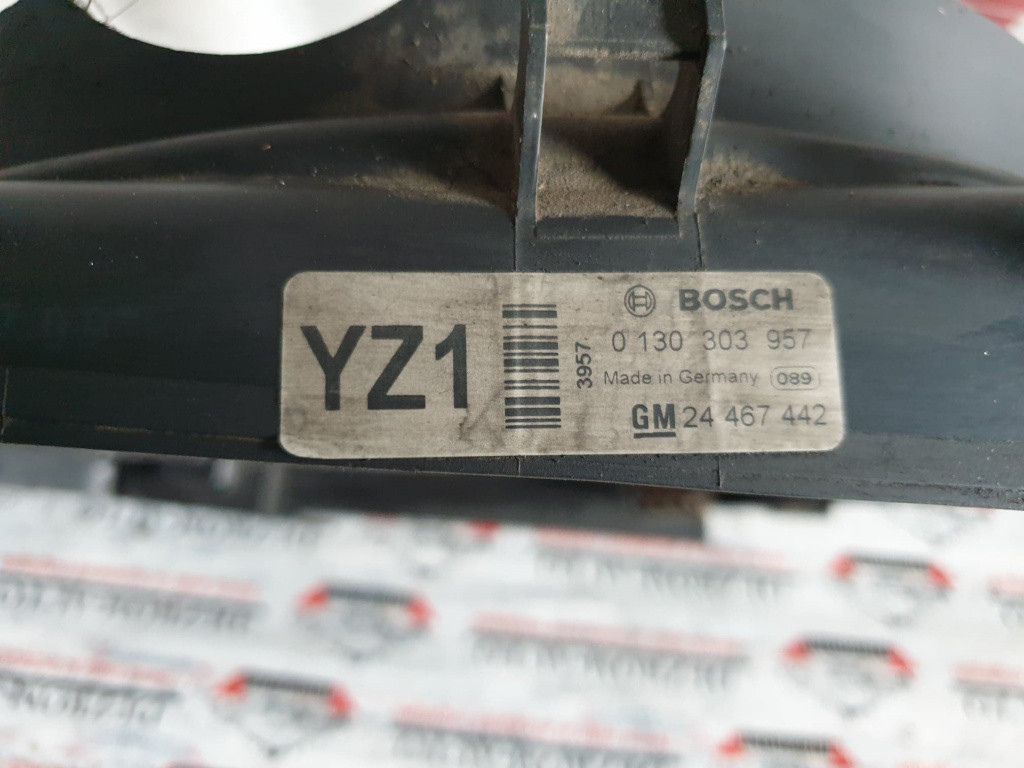 YZ1
3957
BOSCH
0 130 303 957
Made in Germany 089
GM 24 467 442